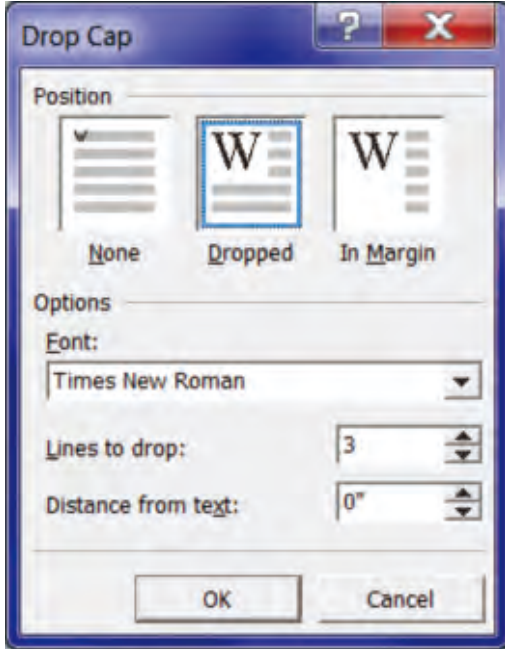 Drop Cap ?
Position
W W W
None Dropped In Margin
Options
Font:
Times New Roman
Lines to drop: 3
Distance from text: 0"
OK Cancel